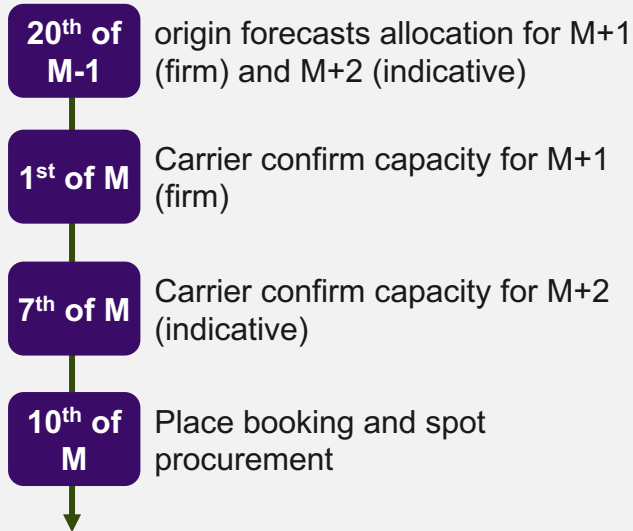 20th of
M-1
origin forecasts allocation for M+1
(firm) and M+2 (indicative)
1st of M
Carrier confirm capacity for M+1
(firm)
7th of M
Carrier confirm capacity for M+2
(indicative)
10th of
M
Place booking and spot
procurement